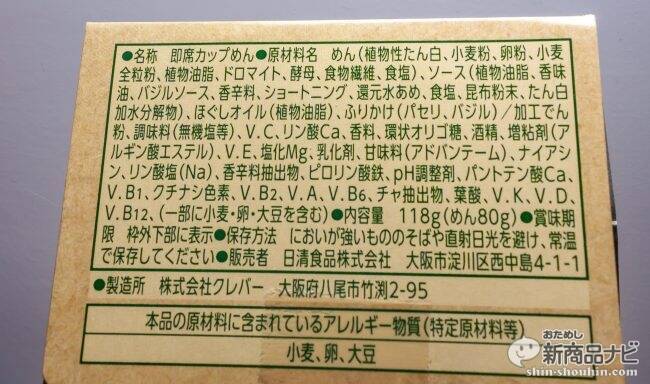 ●名称 即席カップめん●原材料名 めん(植物性たん白、小麦粉、卵粉、小麦
全粒粉、植物油脂、ドロマイト、酵母、食物繊維、食塩)、ソース(植物油脂、香味
油、バジルソース、香辛料、ショートニング、還元水あめ、食塩、昆布粉末、たん白
加水分解物)、ほぐしオイル(植物油脂)、ふりかけ(パセリ、バジル)/加工でん
粉、調味料(無機塩等)、V.C、リン酸Ca、香料、環状オリゴ糖、酒精、増粘剤(ア
ルギン酸エステル)、V.E、塩化Mg、乳化剤、甘味料(アドバンテーム)、ナイアシ
ン、リン酸塩(Na)、香辛料抽出物、ピロリン酸鉄、pH調整剤、パントテン酸Ca、
V.B1、クチナシ色素、V.B2、V.A、V.B6、チャ抽出物、葉酸、V.K、V.D、
V.B12、(一部に小麦・卵・大豆を含む)●内容量 118g(めん80g)●賞味期
限 枠外下部に表示●保存方法 においが強いもののそばや直射日光を避け、常温
で保存してください●販売者 日清食品株式会社 大阪市淀川区西中島4-1-1
●製造所 株式会社クレバー 大阪府八尾市竹渕2-95
本品の原材料に含まれているアレルギー物質(特定原材料等)
小麦、卵、大豆
おためし
新商品ナビ
shin-shouhin.com